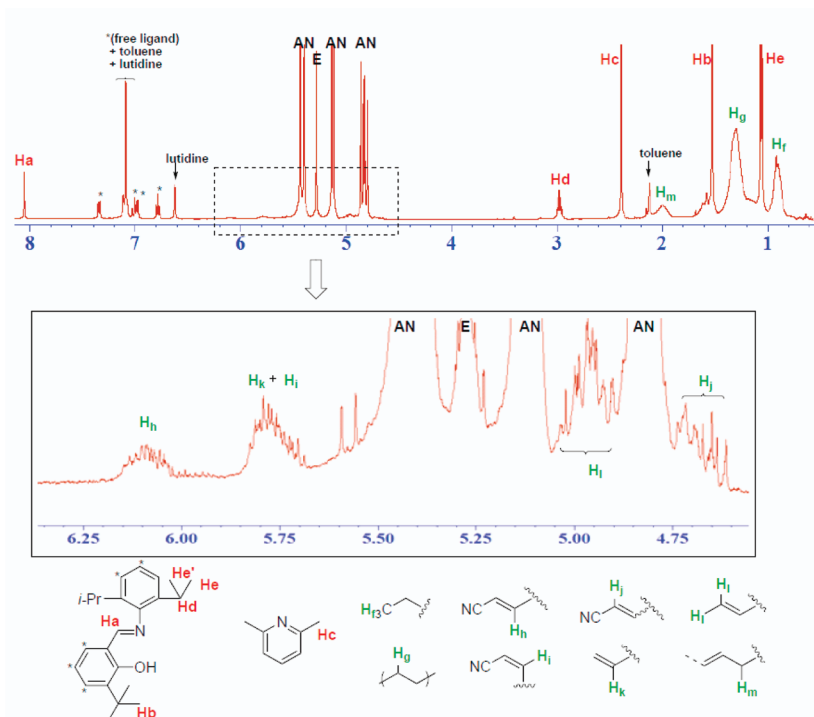 *(free ligand)
+ toluene
+ lutidine
AN
E
AN
AN
Hc
Hb
He
Hg
Hf
Ha
lutidine
*
* *
*
Hd
toluene
Hm
8 7 6 5 4 3 2 1
AN
E
AN
AN
Hk + Hi
Hh
Hl
Hj
6.25 6.00 5.75 5.50 5.25 5.00 4.75
*
*
He'
He
i-Pr
Hd
Ha
N
OH
*
*
*
Hb
N
Hc
Hf3C
NC
Hh
Hj
NC
Hl
Hl
Hg
NC
Hi
Hk
Hm